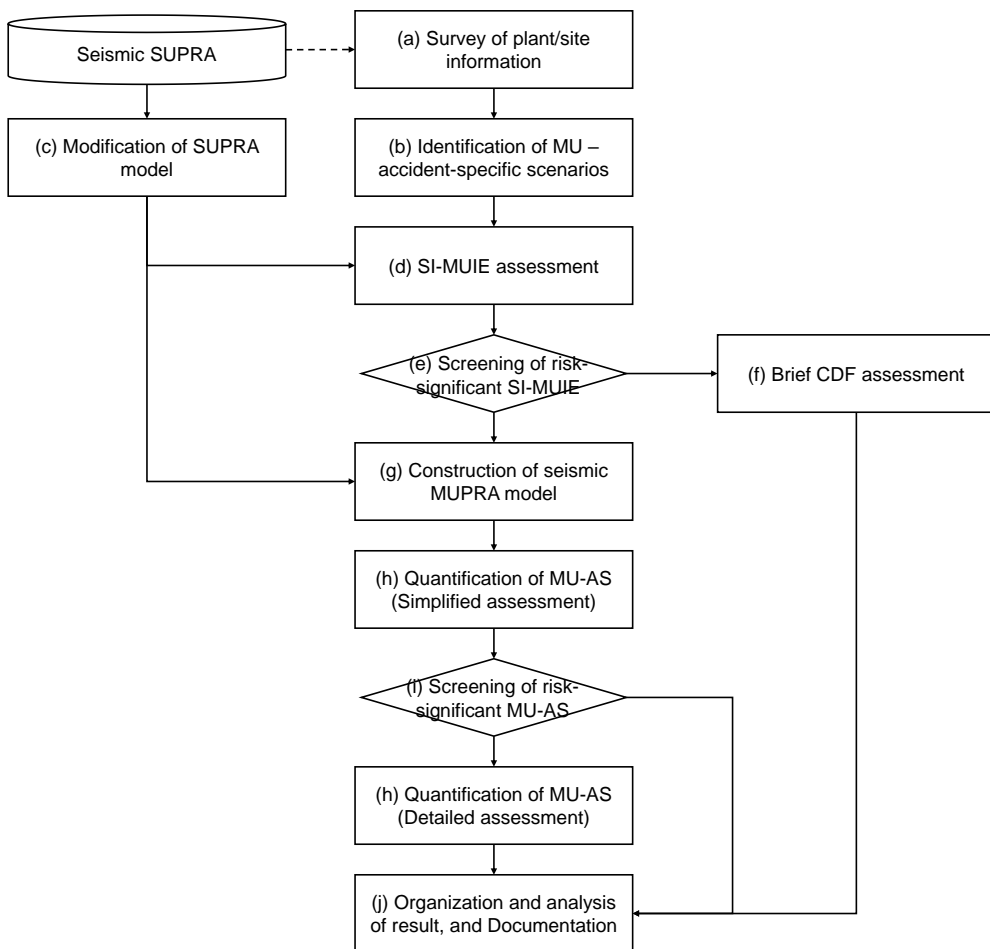 Seismic SUPRA
(a) Survey of plant/site
information
(c) Modification of SUPRA
model
(b) Identification of MU –
accident-specific scenarios
(d) SI-MUIE assessment
(e) Screening of risk-
significant SI-MUIE
(f) Brief CDF assessment
(g) Construction of seismic
MUPRA model
(h) Quantification of MU-AS
(Simplified assessment)
(i) Screening of risk-
significant MU-AS
(h) Quantification of MU-AS
(Detailed assessment)
(j) Organization and analysis
of result, and Documentation